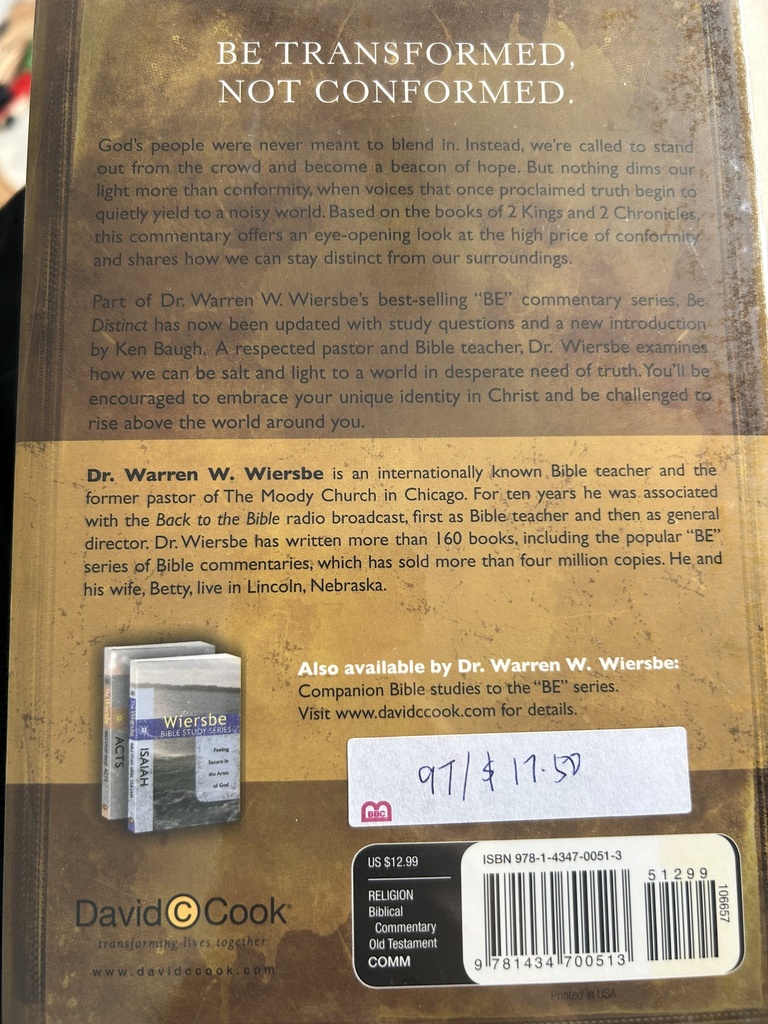 BE TRANSFORMED,
NOT CONFORMED.
God's people were never meant to blend in. Instead, we're called to stand
out from the crowd and become a beacon of hope. But nothing dims our
light more than conformity, when voices that once proclaimed truth begin to
quietly yield to a noisy world. Based on the books of 2 Kings and 2 Chronicles,
this commentary offers an eye-opening look at the high price of conformity
and shares how we can stay distinct from our surroundings.
Part of Dr. Warren W. Wiersbe's best-selling "BE" commentary series, Be
Distinct has now been updated with study questions and a new introduction
by Ken Baugh. A respected pastor and Bible teacher, Dr. Wiersbe examines
how we can be salt and light to a world in desperate need of truth. You'll be
encouraged to embrace your unique identity in Christ and be challenged to
rise above the world around you.
Dr. Warren W. Wiersbe is an internationally known Bible teacher and the
former pastor of The Moody Church in Chicago. For ten years he was associated
with the Back to the Bible radio broadcast, first as Bible teacher and then as general
director. Dr. Wiersbe has written more than 160 books, including the popular "BE"
series of Bible commentaries, which has sold more than four million copies. He and
his wife, Betty, live in Lincoln, Nebraska.
Also available by Dr. Warren W. Wiersbe:
Companion Bible studies to the "BE" series.
Visit www.davidccook.com for details.
Wiersbe
BIBLE STUDY SERIES
ACTS
ISAIAH
Feeling
Secure in
the Arms
of God
97/$ 17.50
BBC
US $12.99
RELIGION
Biblical
Commentary
Old Testament
COMM
ISBN 978-1-4347-0051-3
51299
106657
9 781434 700513
David C Cook®
transforming lives together
www.davidccook.com
Printed in USA